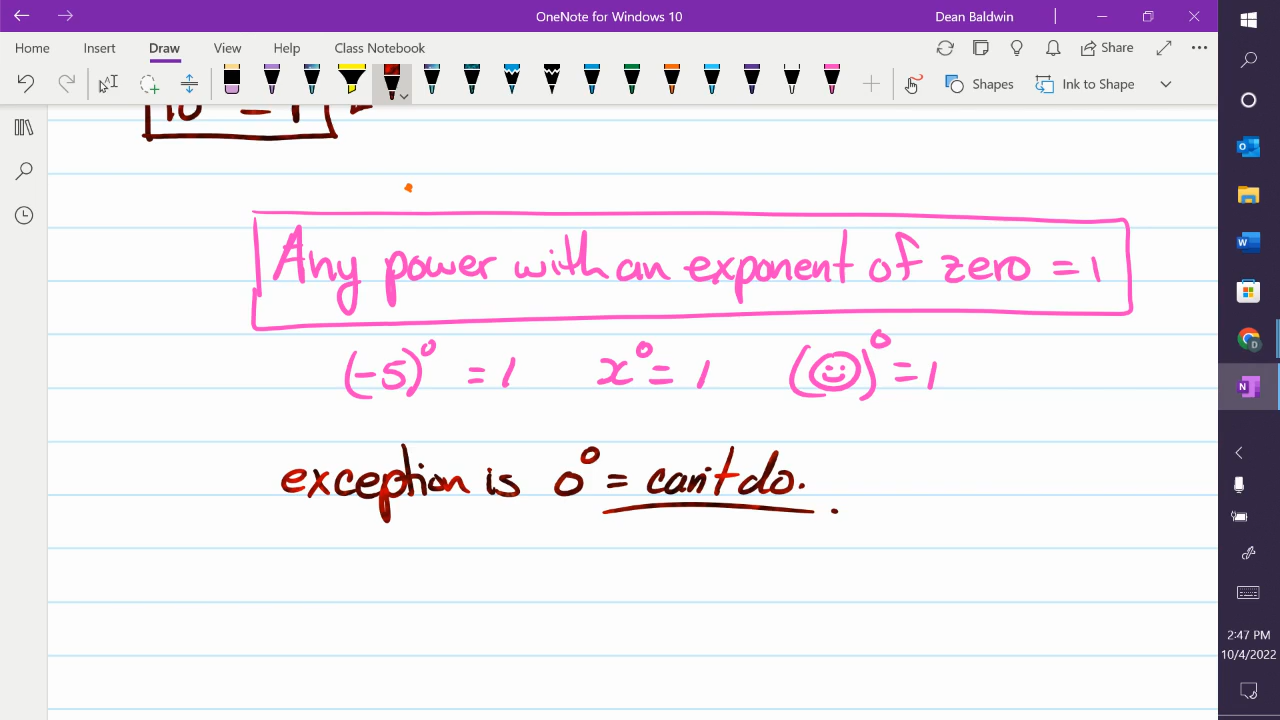 OneNote for Windows 10
Dean Baldwin
Home Insert Draw View Help Class Notebook
Share
Shapes
Ink to Shape
10 = 1
Any power with an exponent of zero = 1
(-5)⁰ = 1 x⁰ = 1 (☺)⁰ = 1
exception is 0⁰ = can't do.
2:47 PM
10/4/2022